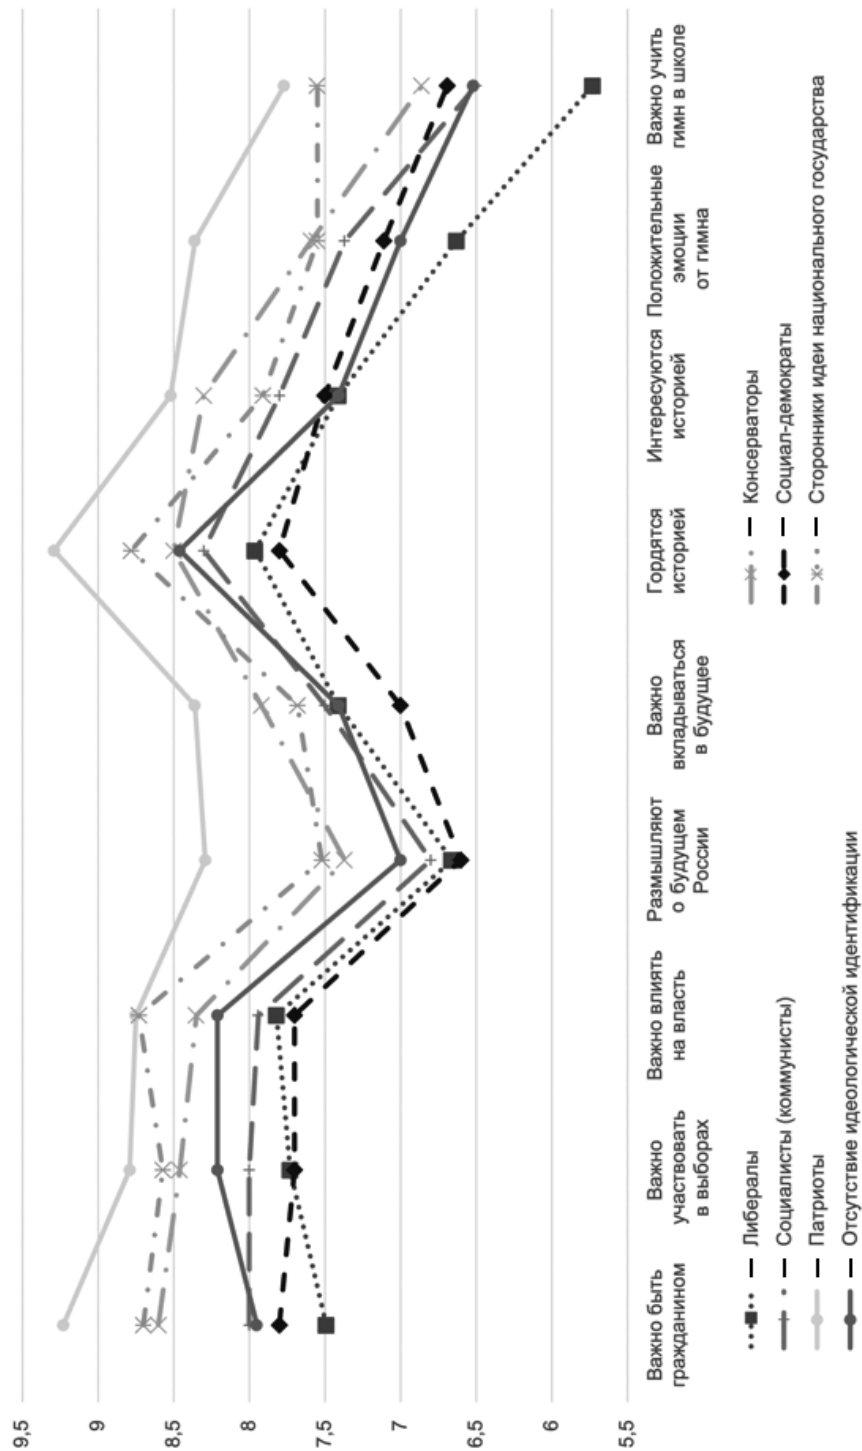 9,5
9
8,5
8
7,5
7
6,5
6
5,5
Важно быть
гражданином
Важно
участвовать
в выборах
Важно влиять
на власть
Размышляют
о будущем
России
Важно
вкладываться
в будущее
Гордятся
историей
Интересуются
историей
Положительные
эмоции
от гимна
Важно учить
гимн в школе
Либералы
Консерваторы
Социалисты (коммунисты)
Социал-демократы
Патриоты
Сторонники идеи национального государства
Отсутствие идеологической идентификации